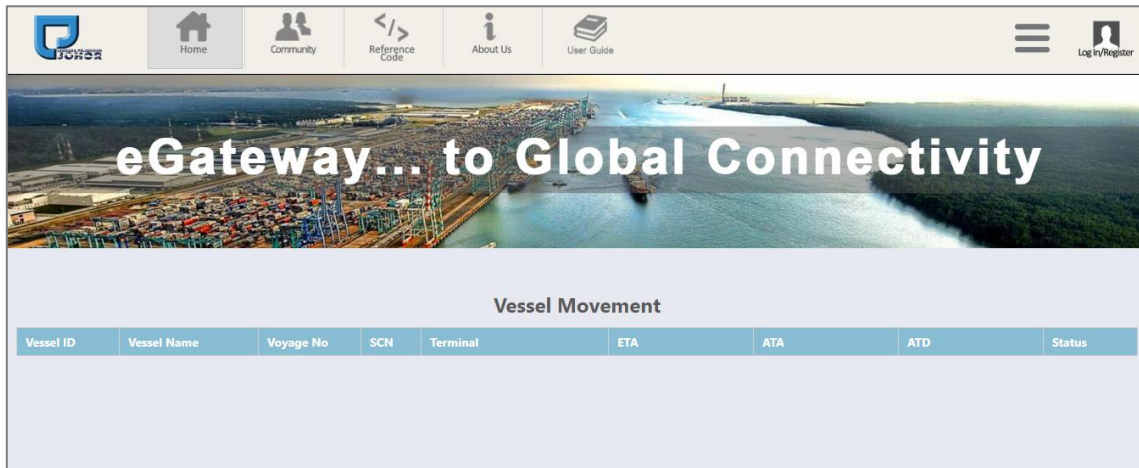 JOHOR
Home
Community
Reference
Code
About Us
User Guide
Log In/Register
eGateway... to Global Connectivity
Vessel Movement
Vessel ID Vessel Name Voyage No SCN Terminal ETA ATA ATD Status